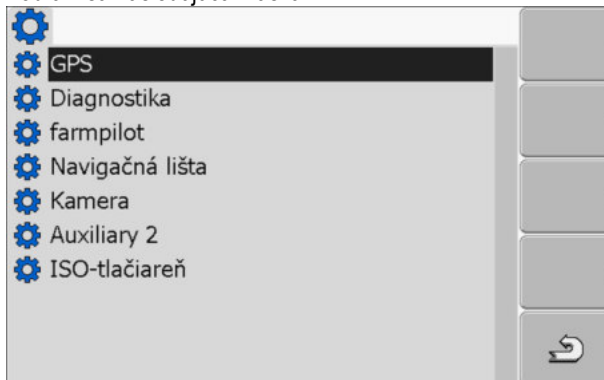 GPS
Diagnostika
farmpilot
Navigačná lišta
Kamera
Auxiliary 2
ISO-tlačiareň